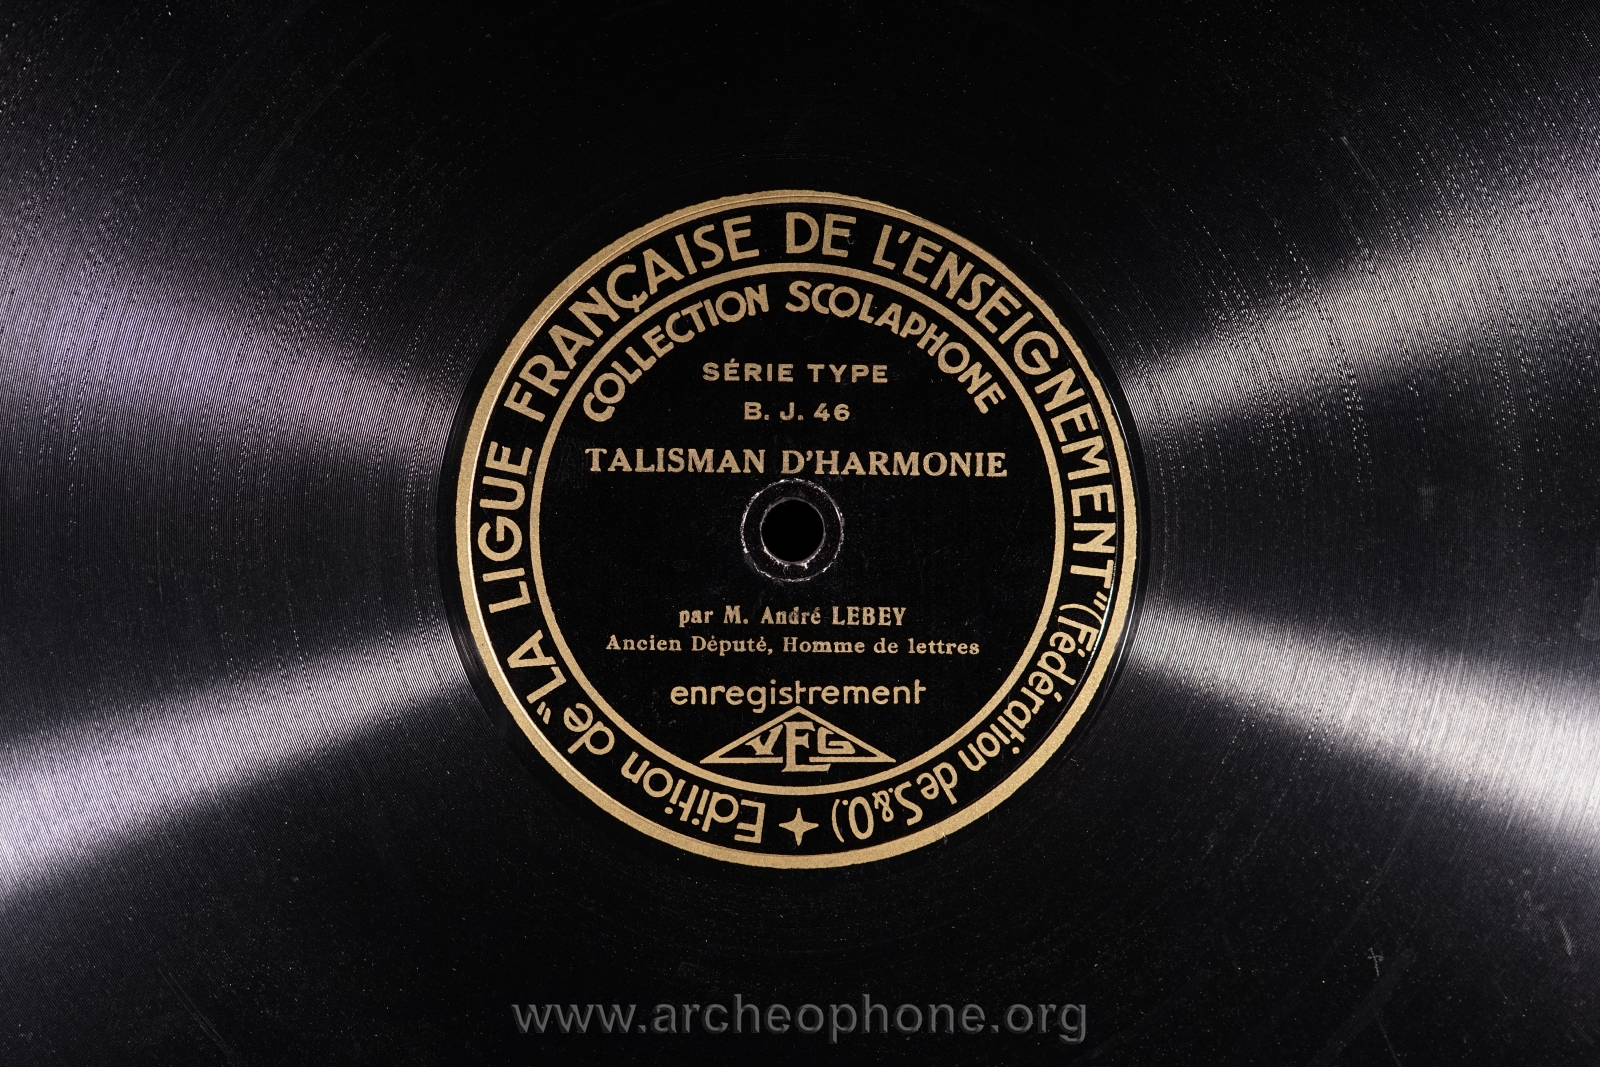 Edition de "LA LIGUE FRANÇAISE DE L'ENSEIGNEMENT" (Fédération de S.&O.)
COLLECTION SCOLAPHONE
SÉRIE TYPE
B. J. 46
TALISMAN D'HARMONIE
par M. André LEBEY
Ancien Député, Homme de lettres
enregistrement
VEG
www.archeophone.org